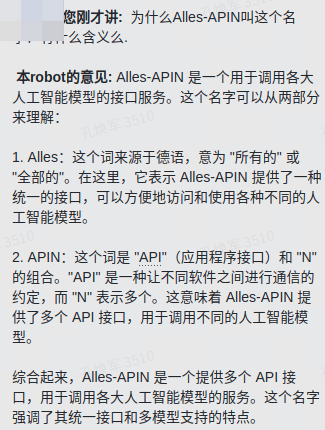 您刚才讲: 为什么Alles-APIN叫这个名
字? 有什么含义么.
本robot的意见: Alles-APIN 是一个用于调用各大
人工智能模型的接口服务。这个名字可以从两部分
来理解：
1. Alles：这个词来源于德语，意为 "所有的" 或
"全部的"。在这里，它表示 Alles-APIN 提供了一种
统一的接口，可以方便地访问和使用各种不同的人
工智能模型。
2. APIN：这个词是 "API"（应用程序接口）和 "N"
的组合。"API" 是一种让不同软件之间进行通信的
约定，而 "N" 表示多个。这意味着 Alles-APIN 提
供了多个 API 接口，用于调用不同的人工智能模
型。
综合起来，Alles-APIN 是一个提供多个 API 接
口，用于调用各大人工智能模型的服务。这个名字
强调了其统一接口和多模型支持的特点。